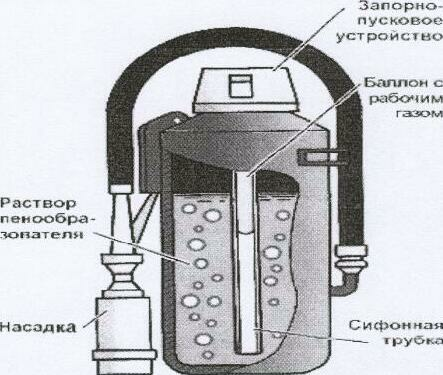 Запорно-
пусковое
устройство
Баллон с
рабочим
газом
Раствор
пенообра-
зователя
Насадка
Сифонная
трубка